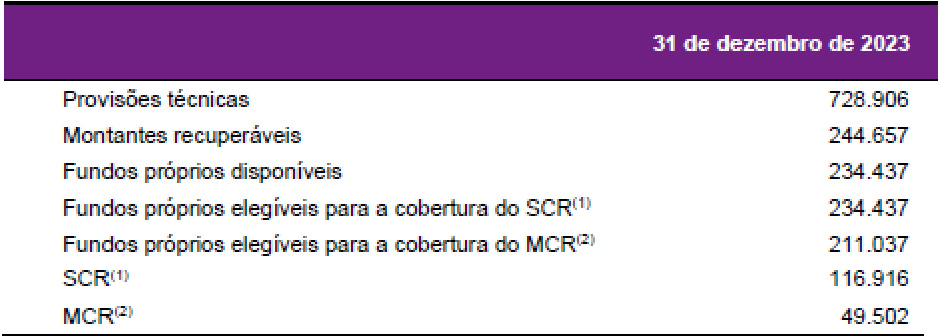 31 de dezembro de 2023
Provisões técnicas 728.906
Montantes recuperáveis 244.657
Fundos próprios disponíveis 234.437
Fundos próprios elegíveis para a cobertura do SCR(1) 234.437
Fundos próprios elegíveis para a cobertura do MCR(2) 211.037
SCR(1) 116.916
MCR(2) 49.502